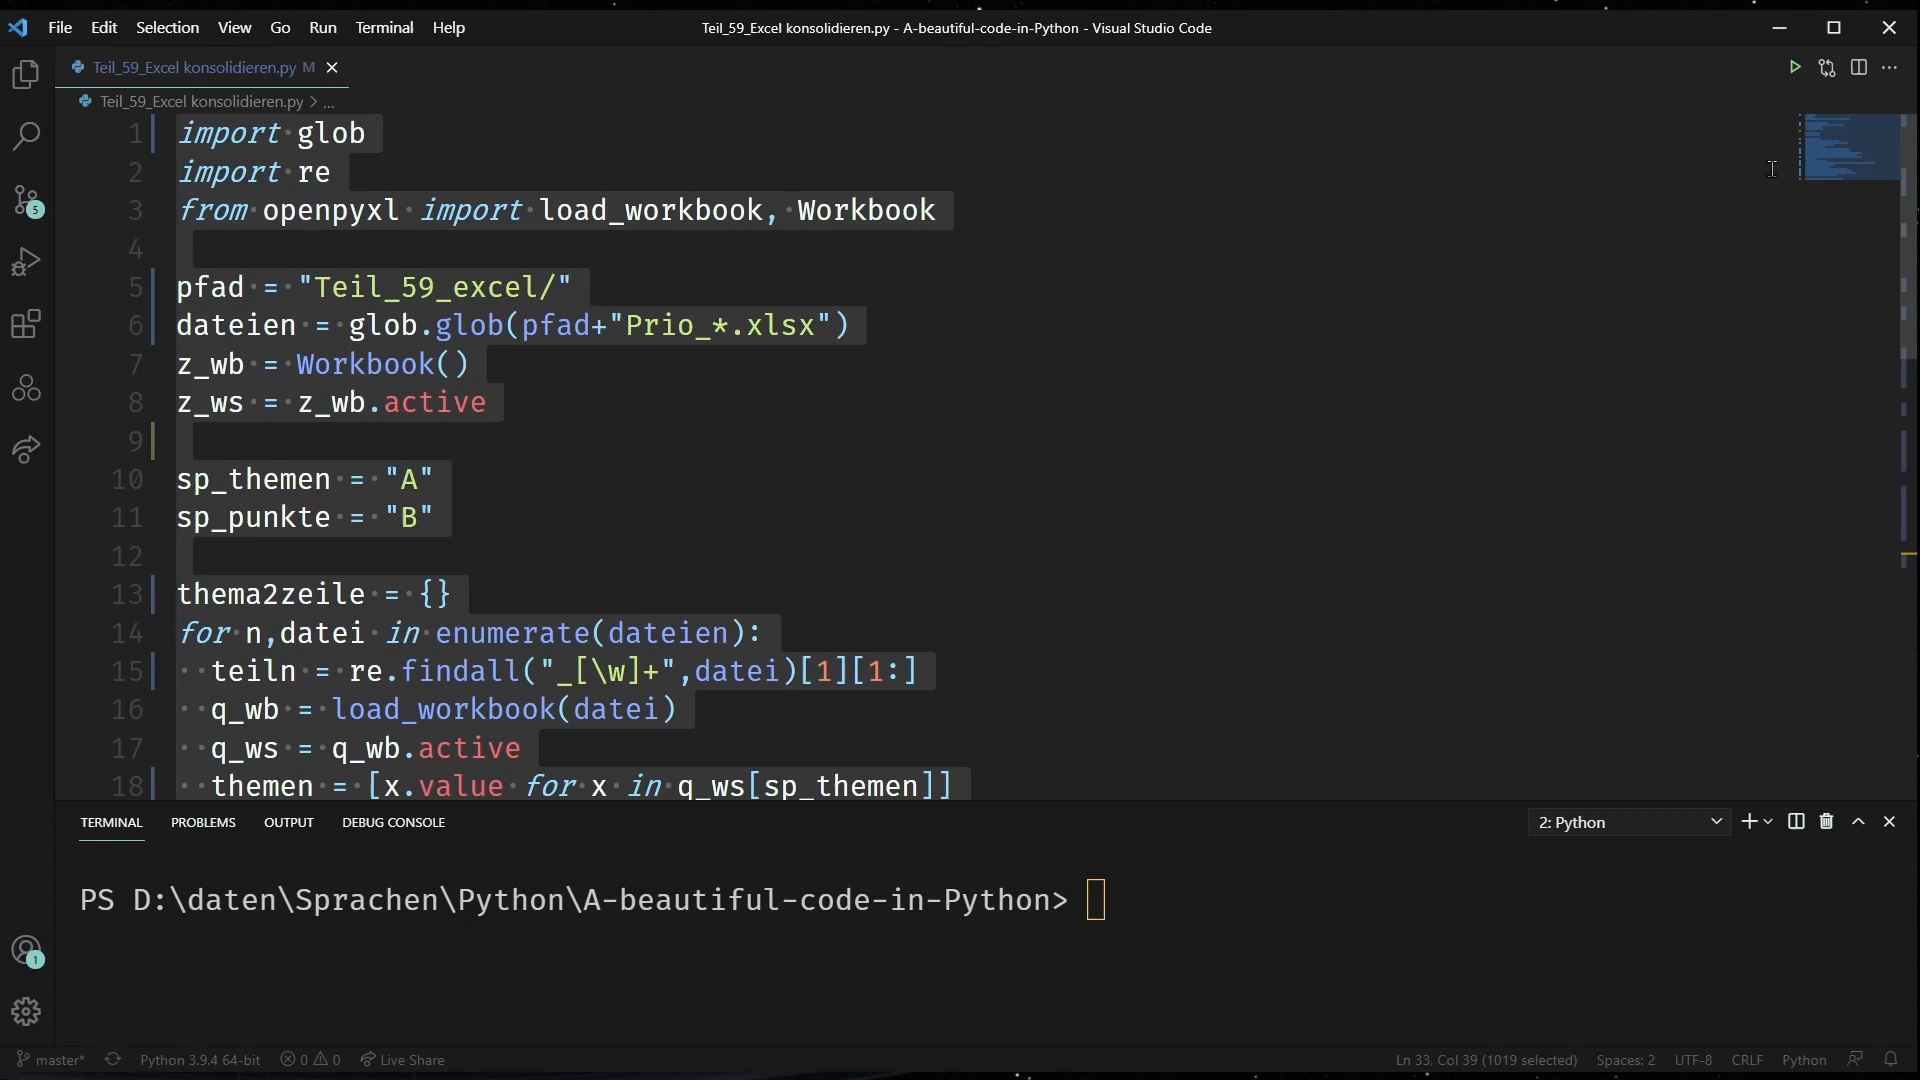 File Edit Selection View Go Run Terminal Help
Teil_59_Excel konsolidieren.py - A-beautiful-code-in-Python - Visual Studio Code
Teil_59_Excel konsolidieren.py M
Teil_59_Excel konsolidieren.py > ...
1 import glob
2 import re
3 from openpyxl import load_workbook, Workbook
4
5 pfad = "Teil_59_excel/"
6 dateien = glob.glob(pfad+"Prio_*.xlsx")
7 z_wb = Workbook()
8 z_ws = z_wb.active
9
10 sp_themen = "A"
11 sp_punkte = "B"
12
13 thema2zeile = {}
14 for n,datei in enumerate(dateien):
15 teiln = re.findall("_[\w]+",datei)[1][1:]
16 q_wb = load_workbook(datei)
17 q_ws = q_wb.active
18 themen = [x.value for x in q_ws[sp_themen]]
5
1
TERMINAL PROBLEMS OUTPUT DEBUG CONSOLE
2: Python
PS D:\daten\Sprachen\Python\A-beautiful-code-in-Python>
master* Python 3.9.4 64-bit 0 0 Live Share
Ln 33, Col 39 (1019 selected) Spaces: 2 UTF-8 CRLF Python